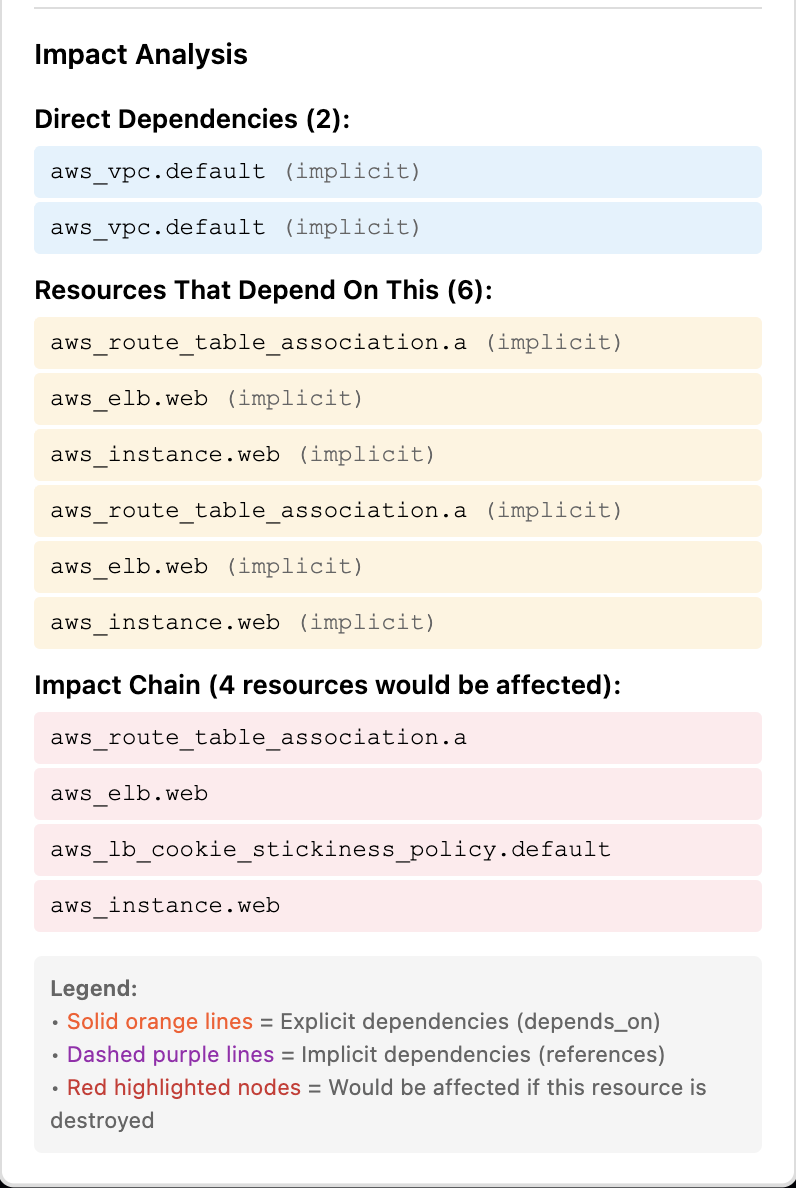 Impact Analysis
Direct Dependencies (2):
aws_vpc.default (implicit)
aws_vpc.default (implicit)
Resources That Depend On This (6):
aws_route_table_association.a (implicit)
aws_elb.web (implicit)
aws_instance.web (implicit)
aws_route_table_association.a (implicit)
aws_elb.web (implicit)
aws_instance.web (implicit)
Impact Chain (4 resources would be affected):
aws_route_table_association.a
aws_elb.web
aws_lb_cookie_stickiness_policy.default
aws_instance.web
Legend:
• Solid orange lines = Explicit dependencies (depends_on)
• Dashed purple lines = Implicit dependencies (references)
• Red highlighted nodes = Would be affected if this resource is
destroyed